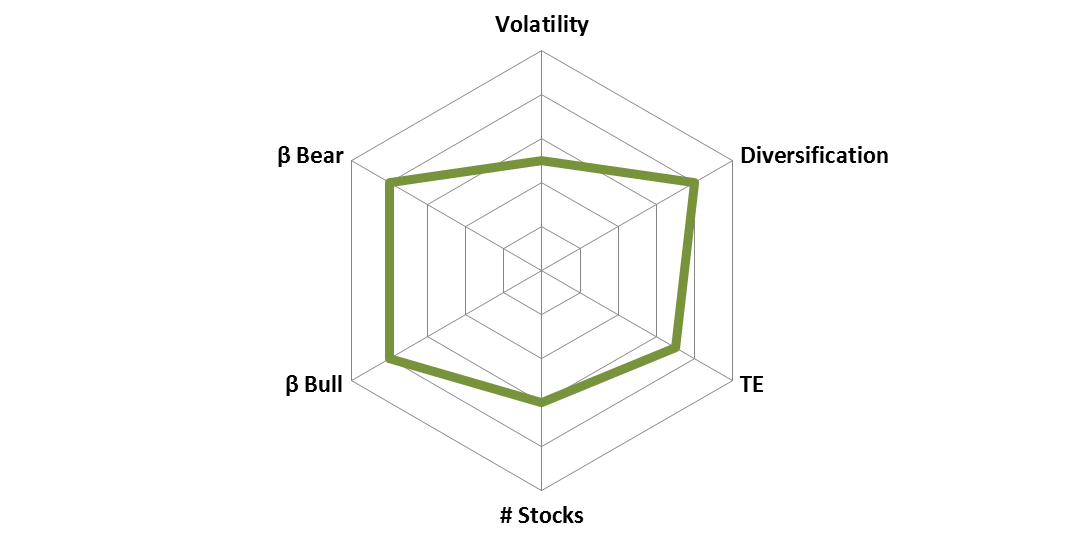 Volatility
β Bear
Diversification
β Bull
TE
# Stocks